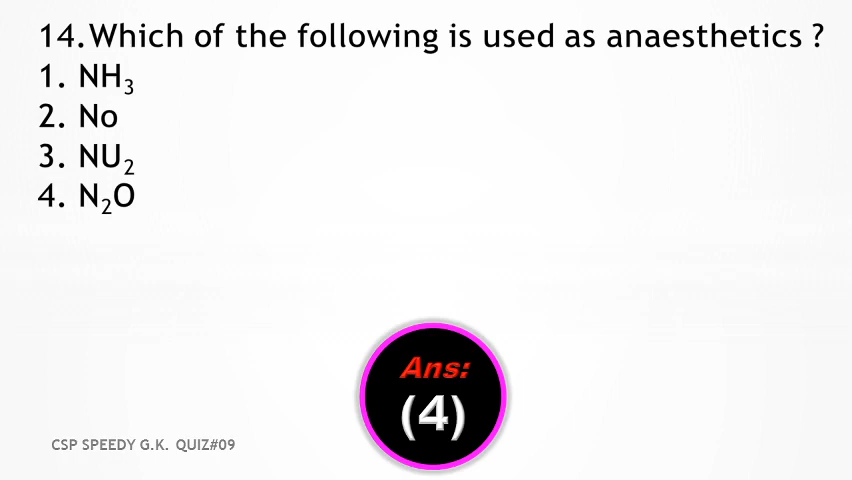 14.Which of the following is used as anaesthetics ?
1. NH₃
2. No
3. NU₂
4. N₂O
Ans:
(4)
CSP SPEEDY G.K. QUIZ#09